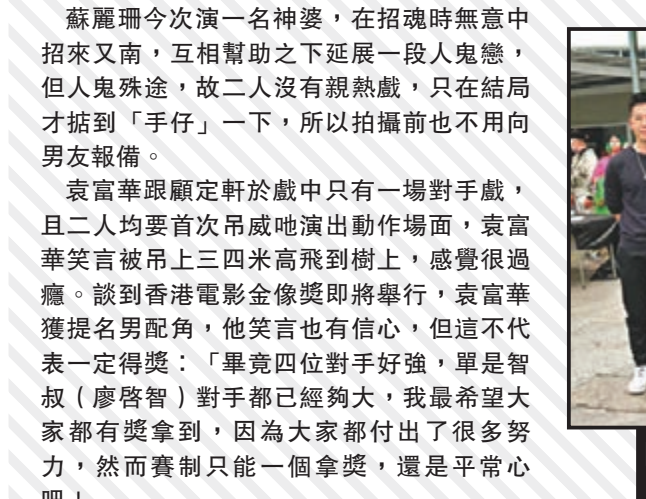 蘇麗珊今次演一名神婆，在招魂時無意中
招來又南，互相幫助之下延展一段人鬼戀，
但人鬼殊途，故二人沒有親熱戲，只在結局
才掂到「手仔」一下，所以拍攝前也不用向
男友報備。
袁富華跟顧定軒於戲中只有一場對手戲，
且二人均要首次吊威吔演出動作場面，袁富
華笑言被吊上三四米高飛到樹上，感覺很過
癮。談到香港電影金像獎即將舉行，袁富華
獲提名男配角，他笑言也有信心，但這不代
表一定得獎：「畢竟四位對手好強，單是智
叔（廖啓智）對手都已經夠大，我最希望大
家都有獎拿到，因為大家都付出了很多努
力，然而賽制只能一個拿獎，還是平常心
吧！